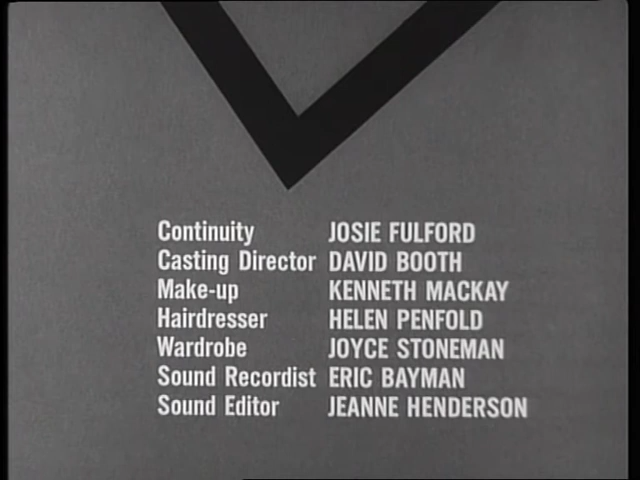 Continuity JOSIE FULFORD
Casting Director DAVID BOOTH
Make-up KENNETH MACKAY
Hairdresser HELEN PENFOLD
Wardrobe JOYCE STONEMAN
Sound Recordist ERIC BAYMAN
Sound Editor JEANNE HENDERSON